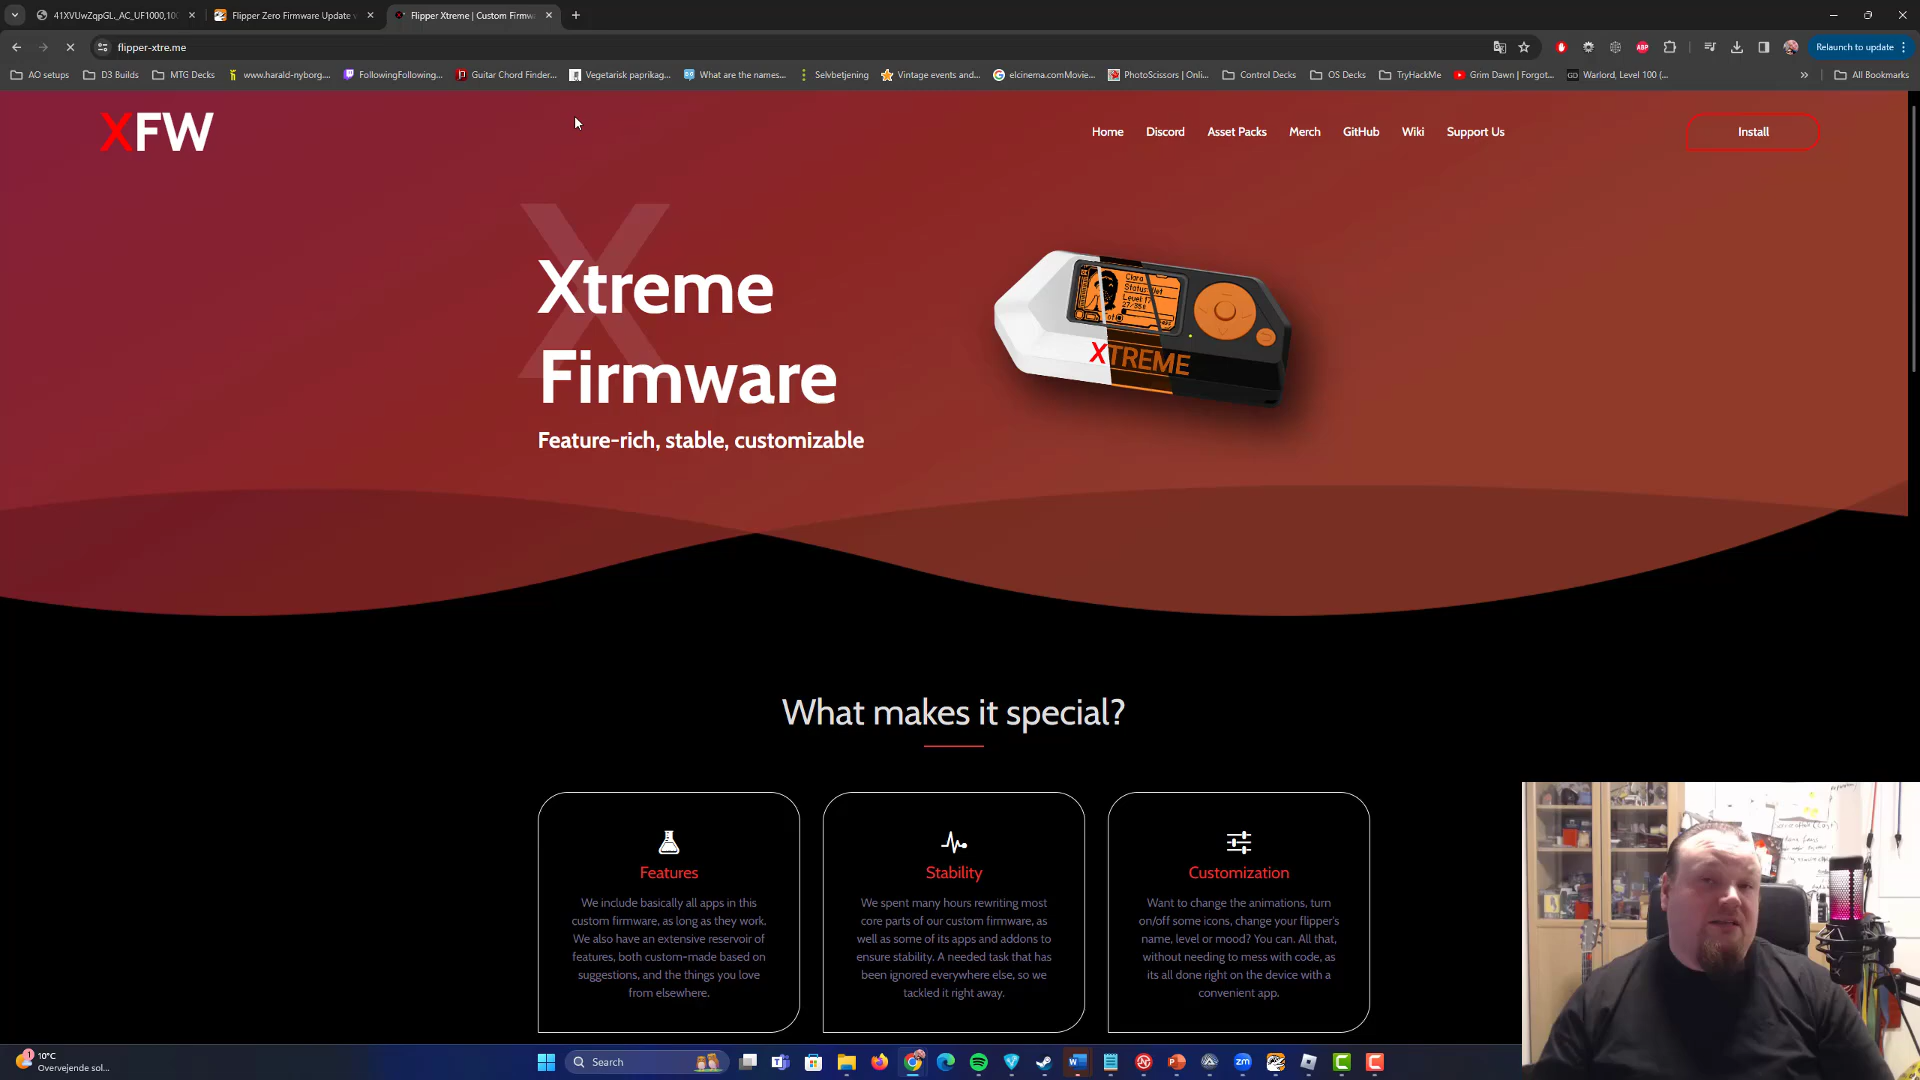 41XVUwZqpGL._AC_UF1000,100
Flipper Zero Firmware Update
Flipper Xtreme | Custom Firmwa
flipper-xtre.me
Relaunch to update
AO setups
D3 Builds
MTG Decks
www.harald-nyborg....
FollowingFollowing...
Guitar Chord Finder...
Vegetarisk paprikag...
What are the names...
Selvbetjening
Vintage events and...
elcinema.comMovie...
PhotoScissors | Onli...
Control Decks
OS Decks
TryHackMe
Grim Dawn | Forgot...
Warlord, Level 100 (...
All Bookmarks
XFW
Home
Discord
Asset Packs
Merch
GitHub
Wiki
Support Us
Install
Xtreme
Firmware
Feature-rich, stable, customizable
XTREME
What makes it special?
Features
We include basically all apps in this
custom firmware, as long as they work.
We also have an extensive reservoir of
features, both custom-made based on
suggestions, and the things you love
from elsewhere.
Stability
We spent many hours rewriting most
core parts of our custom firmware, as
well as some of its apps and addons to
ensure stability. A needed task that has
been ignored everywhere else, so we
tackled it right away.
Customization
Want to change the animations, turn
on/off some icons, change your flipper's
name, level or mood? You can. All that,
without needing to mess with code, as
its all done right on the device with a
convenient app.
10°C
Overvejende sol...
Search